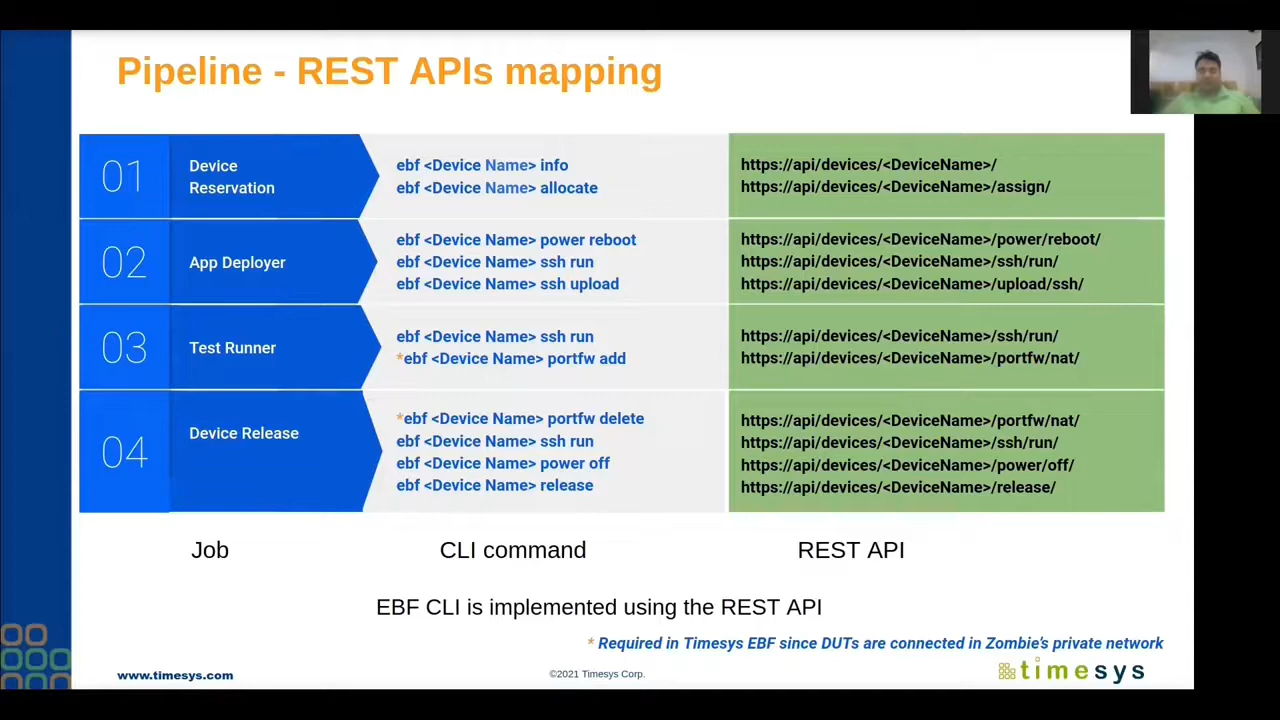 Pipeline - REST APIs mapping
01
Device
Reservation
ebf <Device Name> info
ebf <Device Name> allocate
https://api/devices/<DeviceName>/
https://api/devices/<DeviceName>/assign/
02
App Deployer
ebf <Device Name> power reboot
ebf <Device Name> ssh run
ebf <Device Name> ssh upload
https://api/devices/<DeviceName>/power/reboot/
https://api/devices/<DeviceName>/ssh/run/
https://api/devices/<DeviceName>/upload/ssh/
03
Test Runner
ebf <Device Name> ssh run
*ebf <Device Name> portfw add
https://api/devices/<DeviceName>/ssh/run/
https://api/devices/<DeviceName>/portfw/nat/
04
Device Release
*ebf <Device Name> portfw delete
ebf <Device Name> ssh run
ebf <Device Name> power off
ebf <Device Name> release
https://api/devices/<DeviceName>/portfw/nat/
https://api/devices/<DeviceName>/ssh/run/
https://api/devices/<DeviceName>/power/off/
https://api/devices/<DeviceName>/release/
Job
CLI command
REST API
EBF CLI is implemented using the REST API
* Required in Timesys EBF since DUTs are connected in Zombie's private network
www.timesys.com
©2021 Timesys Corp.
timesys